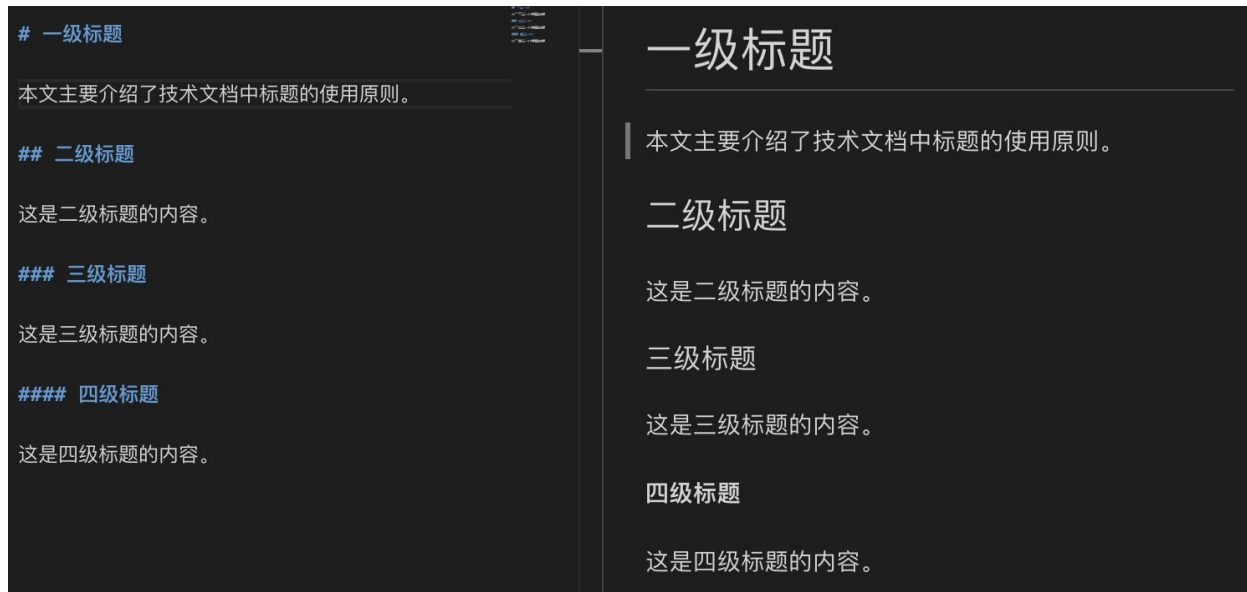 # 一级标题
本文主要介绍了技术文档中标题的使用原则。
## 二级标题
这是二级标题的内容。
### 三级标题
这是三级标题的内容。
#### 四级标题
这是四级标题的内容。
一级标题
本文主要介绍了技术文档中标题的使用原则。
二级标题
这是二级标题的内容。
三级标题
这是三级标题的内容。
四级标题
这是四级标题的内容。